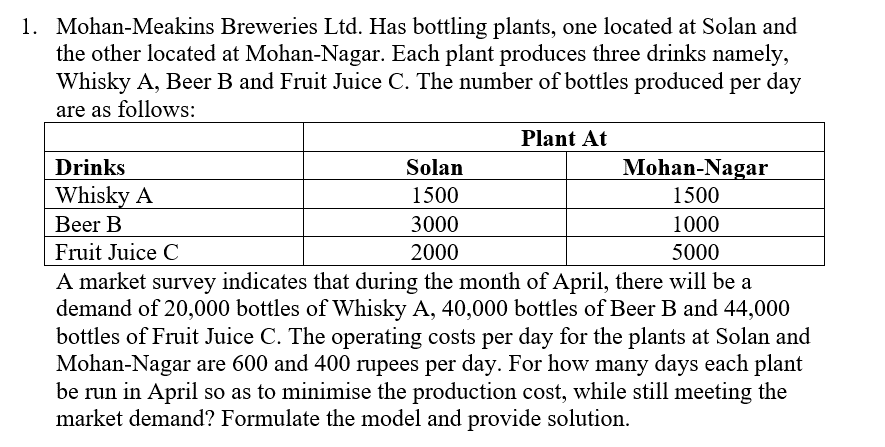 1. Mohan-Meakins Breweries Ltd. Has bottling plants, one located at Solan and
the other located at Mohan-Nagar. Each plant produces three drinks namely,
Whisky A, Beer B and Fruit Juice C. The number of bottles produced per day
are as follows:
Plant At
Drinks Solan Mohan-Nagar
Whisky A 1500 1500
Beer B 3000 1000
Fruit Juice C 2000 5000
A market survey indicates that during the month of April, there will be a
demand of 20,000 bottles of Whisky A, 40,000 bottles of Beer B and 44,000
bottles of Fruit Juice C. The operating costs per day for the plants at Solan and
Mohan-Nagar are 600 and 400 rupees per day. For how many days each plant
be run in April so as to minimise the production cost, while still meeting the
market demand? Formulate the model and provide solution.